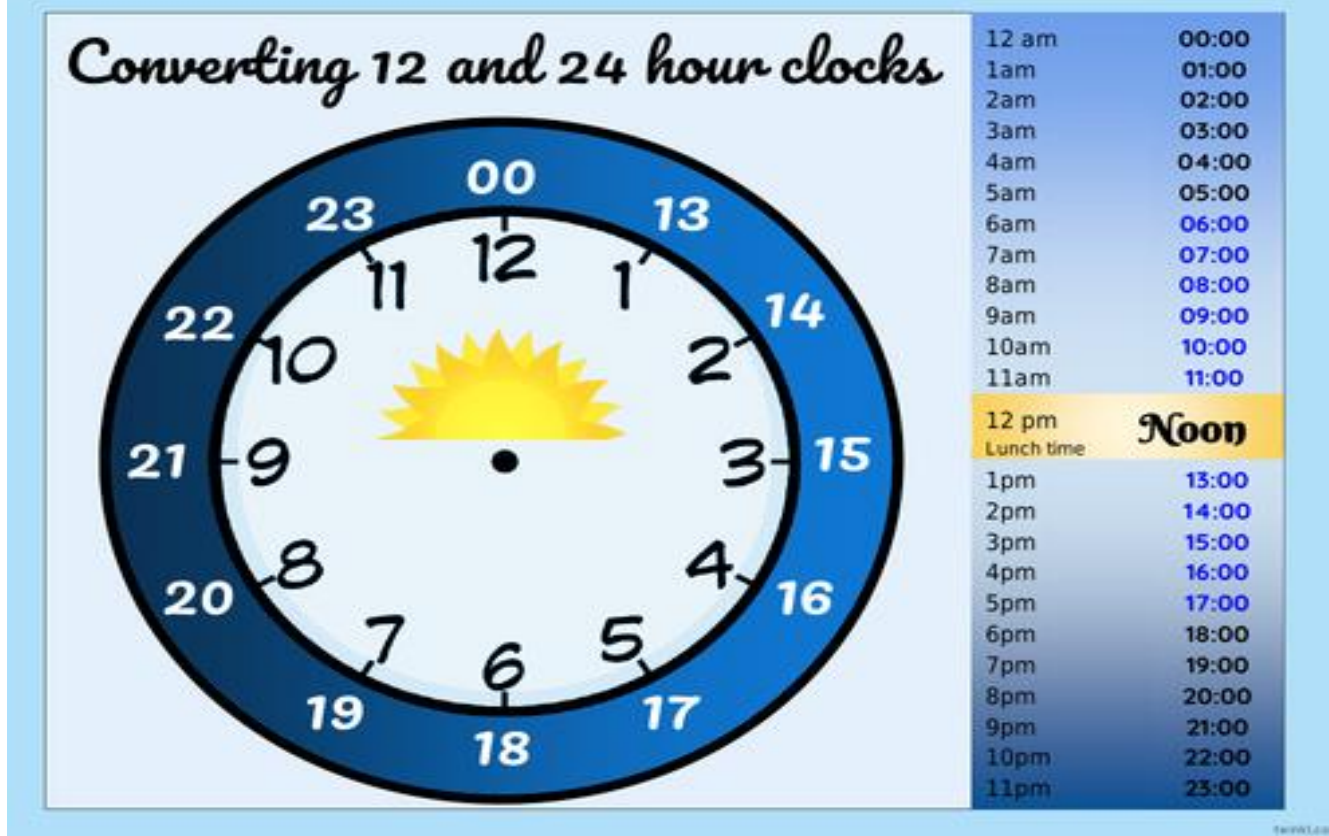 Converting 12 and 24 hour clocks
00
23
13
12
11
1
22
14
10
2
21
9
3
15
8
4
20
16
7
5
6
19
17
18
12 am 00:00
1am 01:00
2am 02:00
3am 03:00
4am 04:00
5am 05:00
6am 06:00
7am 07:00
8am 08:00
9am 09:00
10am 10:00
11am 11:00
12 pm Noon
Lunch time
1pm 13:00
2pm 14:00
3pm 15:00
4pm 16:00
5pm 17:00
6pm 18:00
7pm 19:00
8pm 20:00
9pm 21:00
10pm 22:00
11pm 23:00